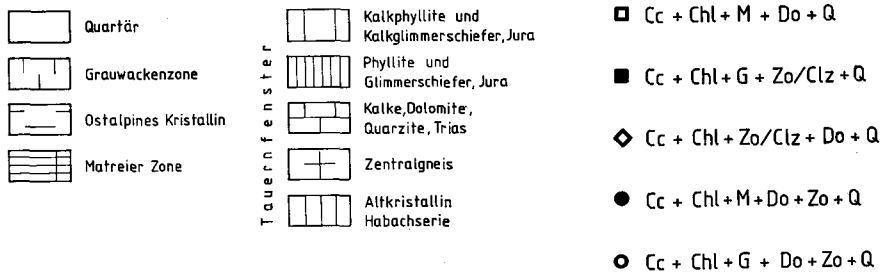 Quartär
Grauwackenzone
Ostalpines Kristallin
Matreier Zone
Tauernfenster
Kalkphyllite und
Kalkglimmerschiefer, Jura
Phyllite und
Glimmerschiefer, Jura
Kalke, Dolomite,
Quarzite, Trias
Zentralgneis
Altkristallin
Habachserie
Cc + Chl + M + Do + Q
Cc + Chl + G + Zo/Clz + Q
Cc + Chl + Zo/Clz + Do + Q
Cc + Chl + M + Do + Zo + Q
Cc + Chl + G + Do + Zo + Q